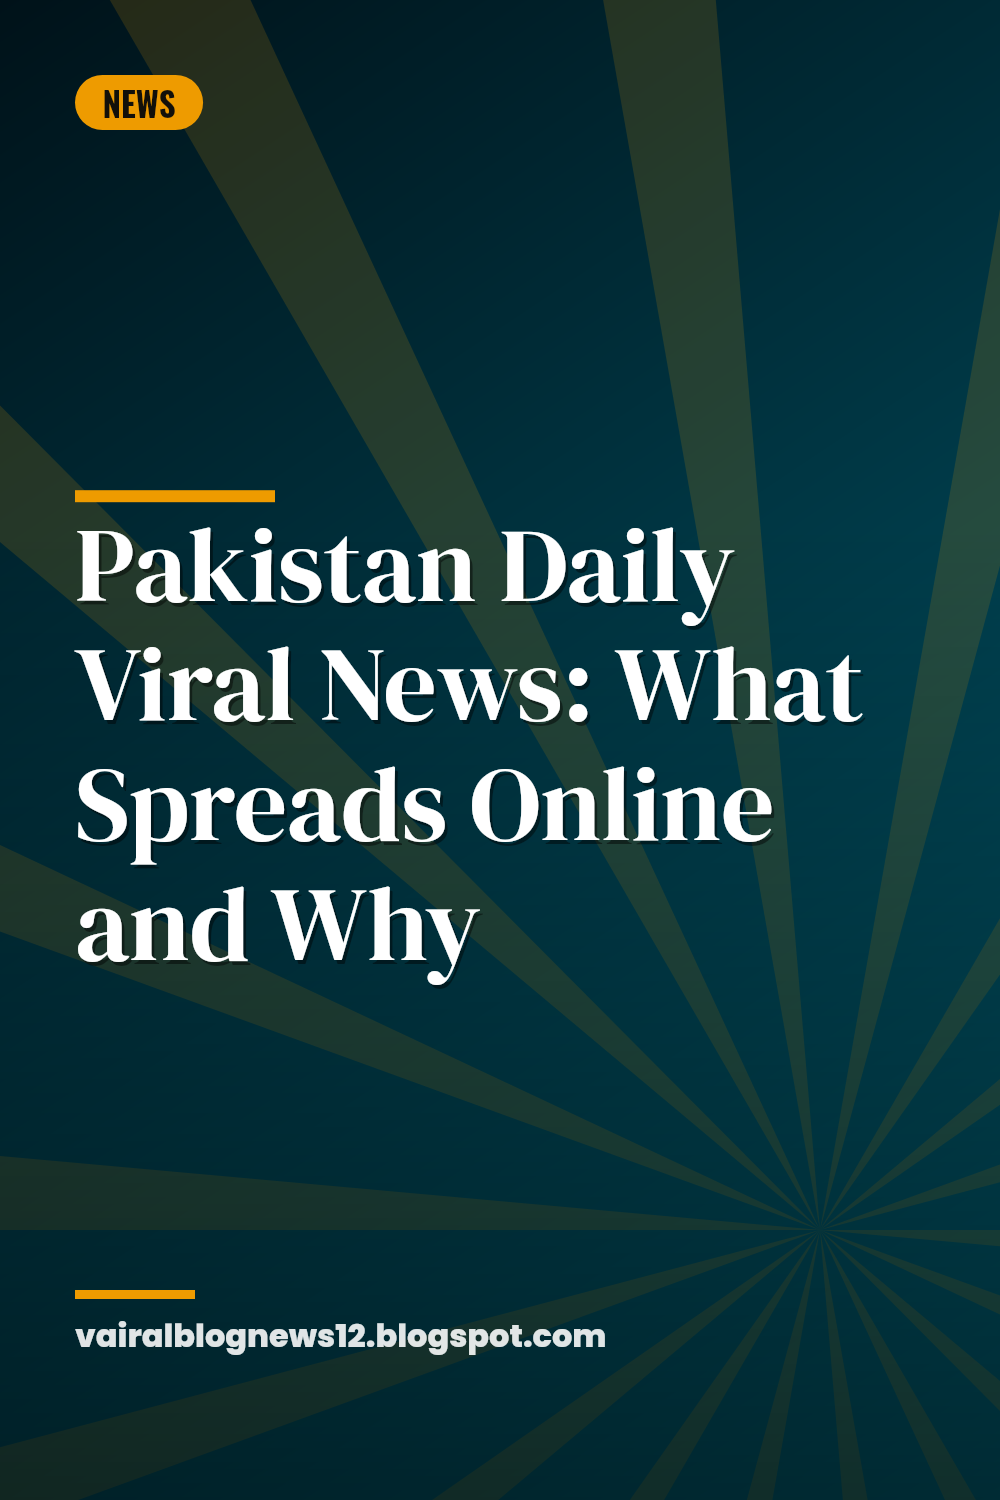 NEWS
Pakistan Daily
Viral News: What
Spreads Online
and Why
vairalblognews12.blogspot.com